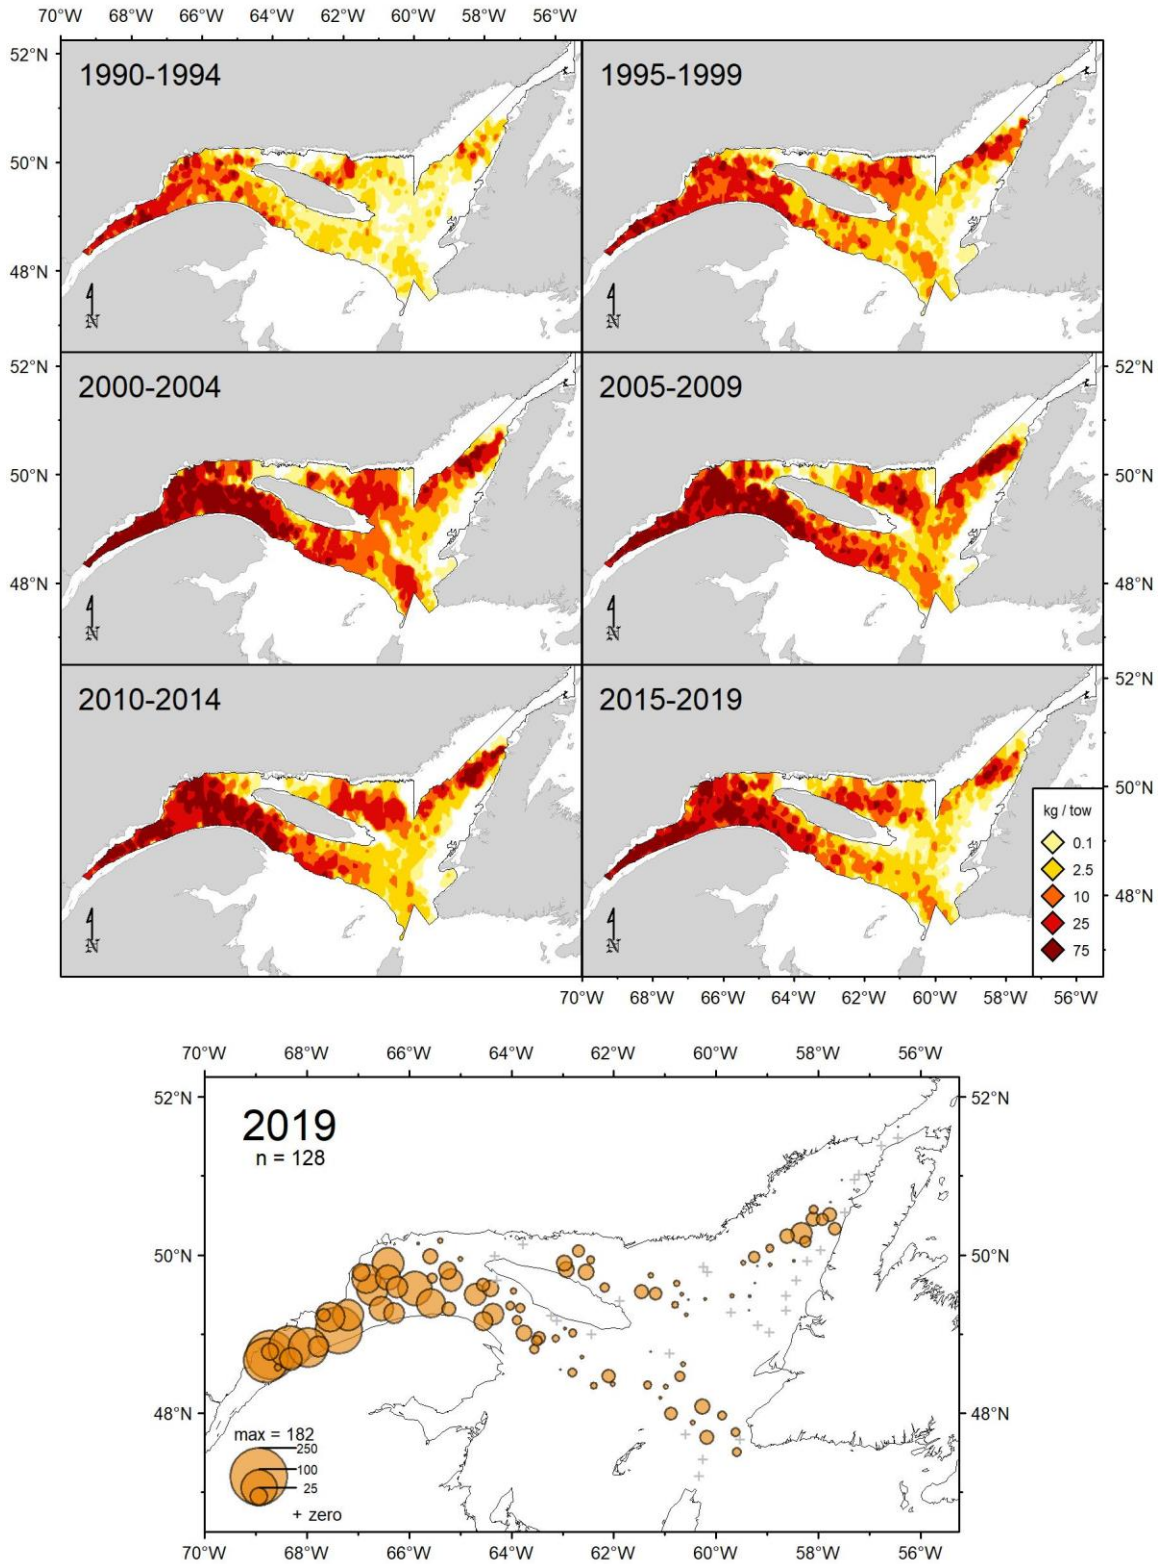 70°W 68°W 66°W 64°W 62°W 60°W 58°W 56°W
52°N 1990-1994 1995-1999
50°N
48°N
N N
52°N 2000-2004 2005-2009 52°N
50°N 50°N
48°N 48°N
N N
2010-2014 2015-2019 52°N
50°N
kg / tow
0.1
2.5
10 48°N
25
75
N N
70°W 68°W 66°W 64°W 62°W 60°W 58°W 56°W
70°W 68°W 66°W 64°W 62°W 60°W 58°W 56°W
52°N 2019 52°N
n = 128
50°N 50°N
48°N 48°N
max = 182
250
100
25
+ zero
70°W 68°W 66°W 64°W 62°W 60°W 58°W 56°W